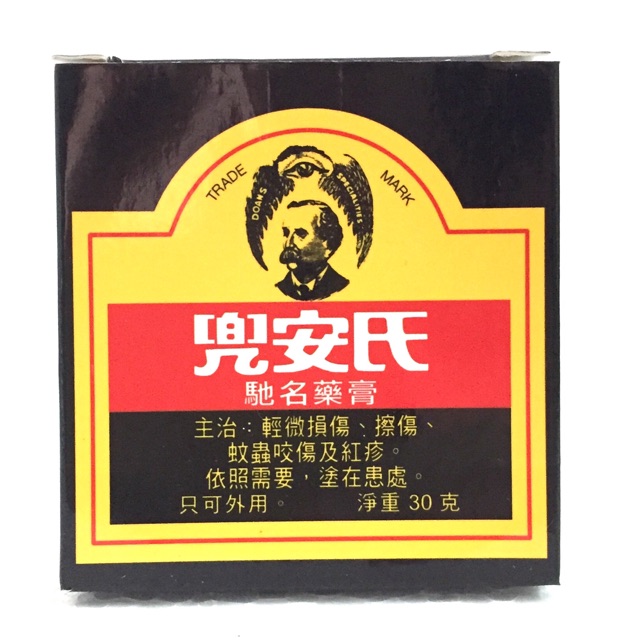 TRADE MARK
DOAN'S SPECIALITIES
兜安氏
馳名藥膏
主治：輕微損傷、擦傷、
蚊蟲咬傷及紅疹。
依照需要，塗在患處。
只可外用。 淨重 30 克